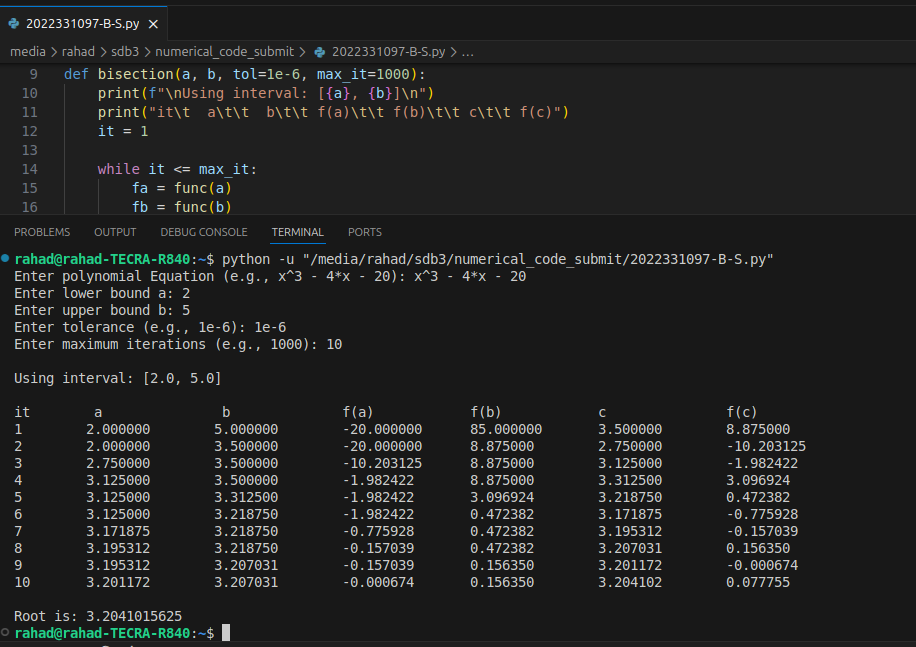 2022331097-B-S.py ×
media > rahad > sdb3 > numerical_code_submit > 2022331097-B-S.py > ...
9 def bisection(a, b, tol=1e-6, max_it=1000):
10 print(f"\nUsing interval: [{a}, {b}]\n")
11 print("it\t  a\t\t  b\t\t f(a)\t\t f(b)\t\t c\t\t f(c)")
12 it = 1
13
14 while it <= max_it:
15 fa = func(a)
16 fb = func(b)
PROBLEMS OUTPUT DEBUG CONSOLE TERMINAL PORTS
rahad@rahad-TECRA-R840:~$ python -u "/media/rahad/sdb3/numerical_code_submit/2022331097-B-S.py"
Enter polynomial Equation (e.g., x^3 - 4*x - 20): x^3 - 4*x - 20
Enter lower bound a: 2
Enter upper bound b: 5
Enter tolerance (e.g., 1e-6): 1e-6
Enter maximum iterations (e.g., 1000): 10
Using interval: [2.0, 5.0]
it a b f(a) f(b) c f(c)
1 2.000000 5.000000 -20.000000 85.000000 3.500000 8.875000
2 2.000000 3.500000 -20.000000 8.875000 2.750000 -10.203125
3 2.750000 3.500000 -10.203125 8.875000 3.125000 -1.982422
4 3.125000 3.500000 -1.982422 8.875000 3.312500 3.096924
5 3.125000 3.312500 -1.982422 3.096924 3.218750 0.472382
6 3.125000 3.218750 -1.982422 0.472382 3.171875 -0.775928
7 3.171875 3.218750 -0.775928 0.472382 3.195312 -0.157039
8 3.195312 3.218750 -0.157039 0.472382 3.207031 0.156350
9 3.195312 3.207031 -0.157039 0.156350 3.201172 -0.000674
10 3.201172 3.207031 -0.000674 0.156350 3.204102 0.077755
Root is: 3.2041015625
rahad@rahad-TECRA-R840:~$